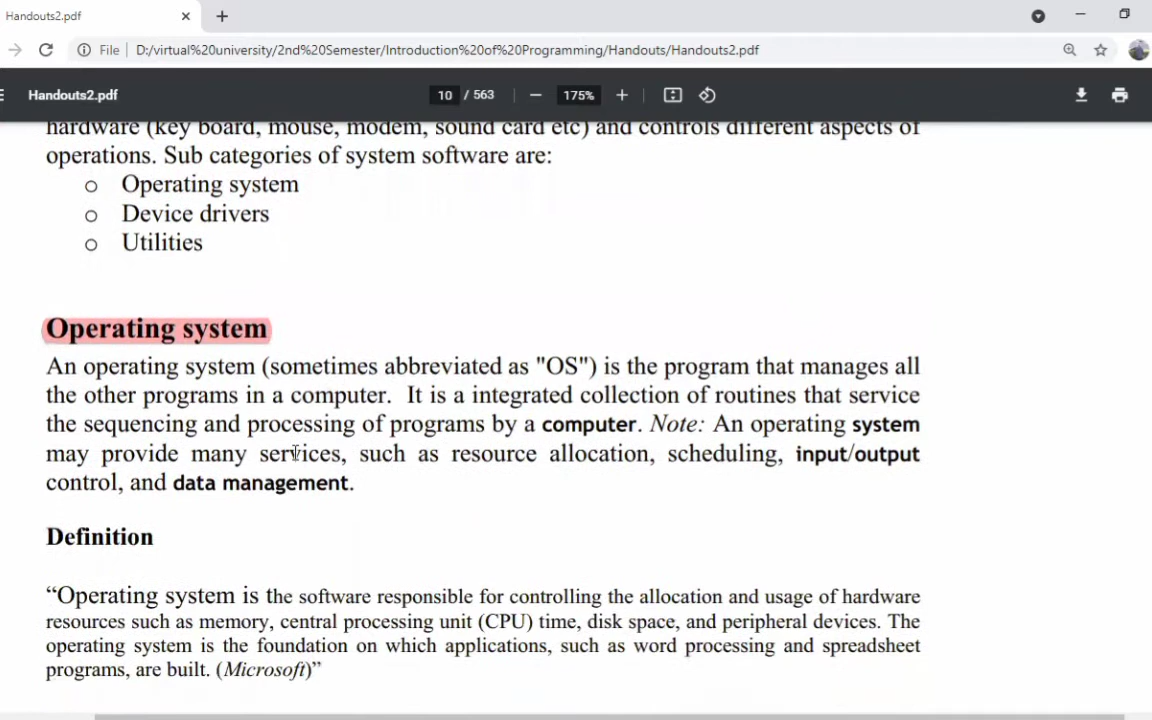 Handouts2.pdf
File D:/virtual%20university/2nd%20Semester/Introduction%20of%20Programming/Handouts/Handouts2.pdf
Handouts2.pdf 10 / 563 175%
hardware (key board, mouse, modem, sound card etc) and controls different aspects of
operations. Sub categories of system software are:
o Operating system
o Device drivers
o Utilities
Operating system
An operating system (sometimes abbreviated as "OS") is the program that manages all
the other programs in a computer. It is a integrated collection of routines that service
the sequencing and processing of programs by a computer. Note: An operating system
may provide many services, such as resource allocation, scheduling, input/output
control, and data management.
Definition
“Operating system is the software responsible for controlling the allocation and usage of hardware
resources such as memory, central processing unit (CPU) time, disk space, and peripheral devices. The
operating system is the foundation on which applications, such as word processing and spreadsheet
programs, are built. (Microsoft)”